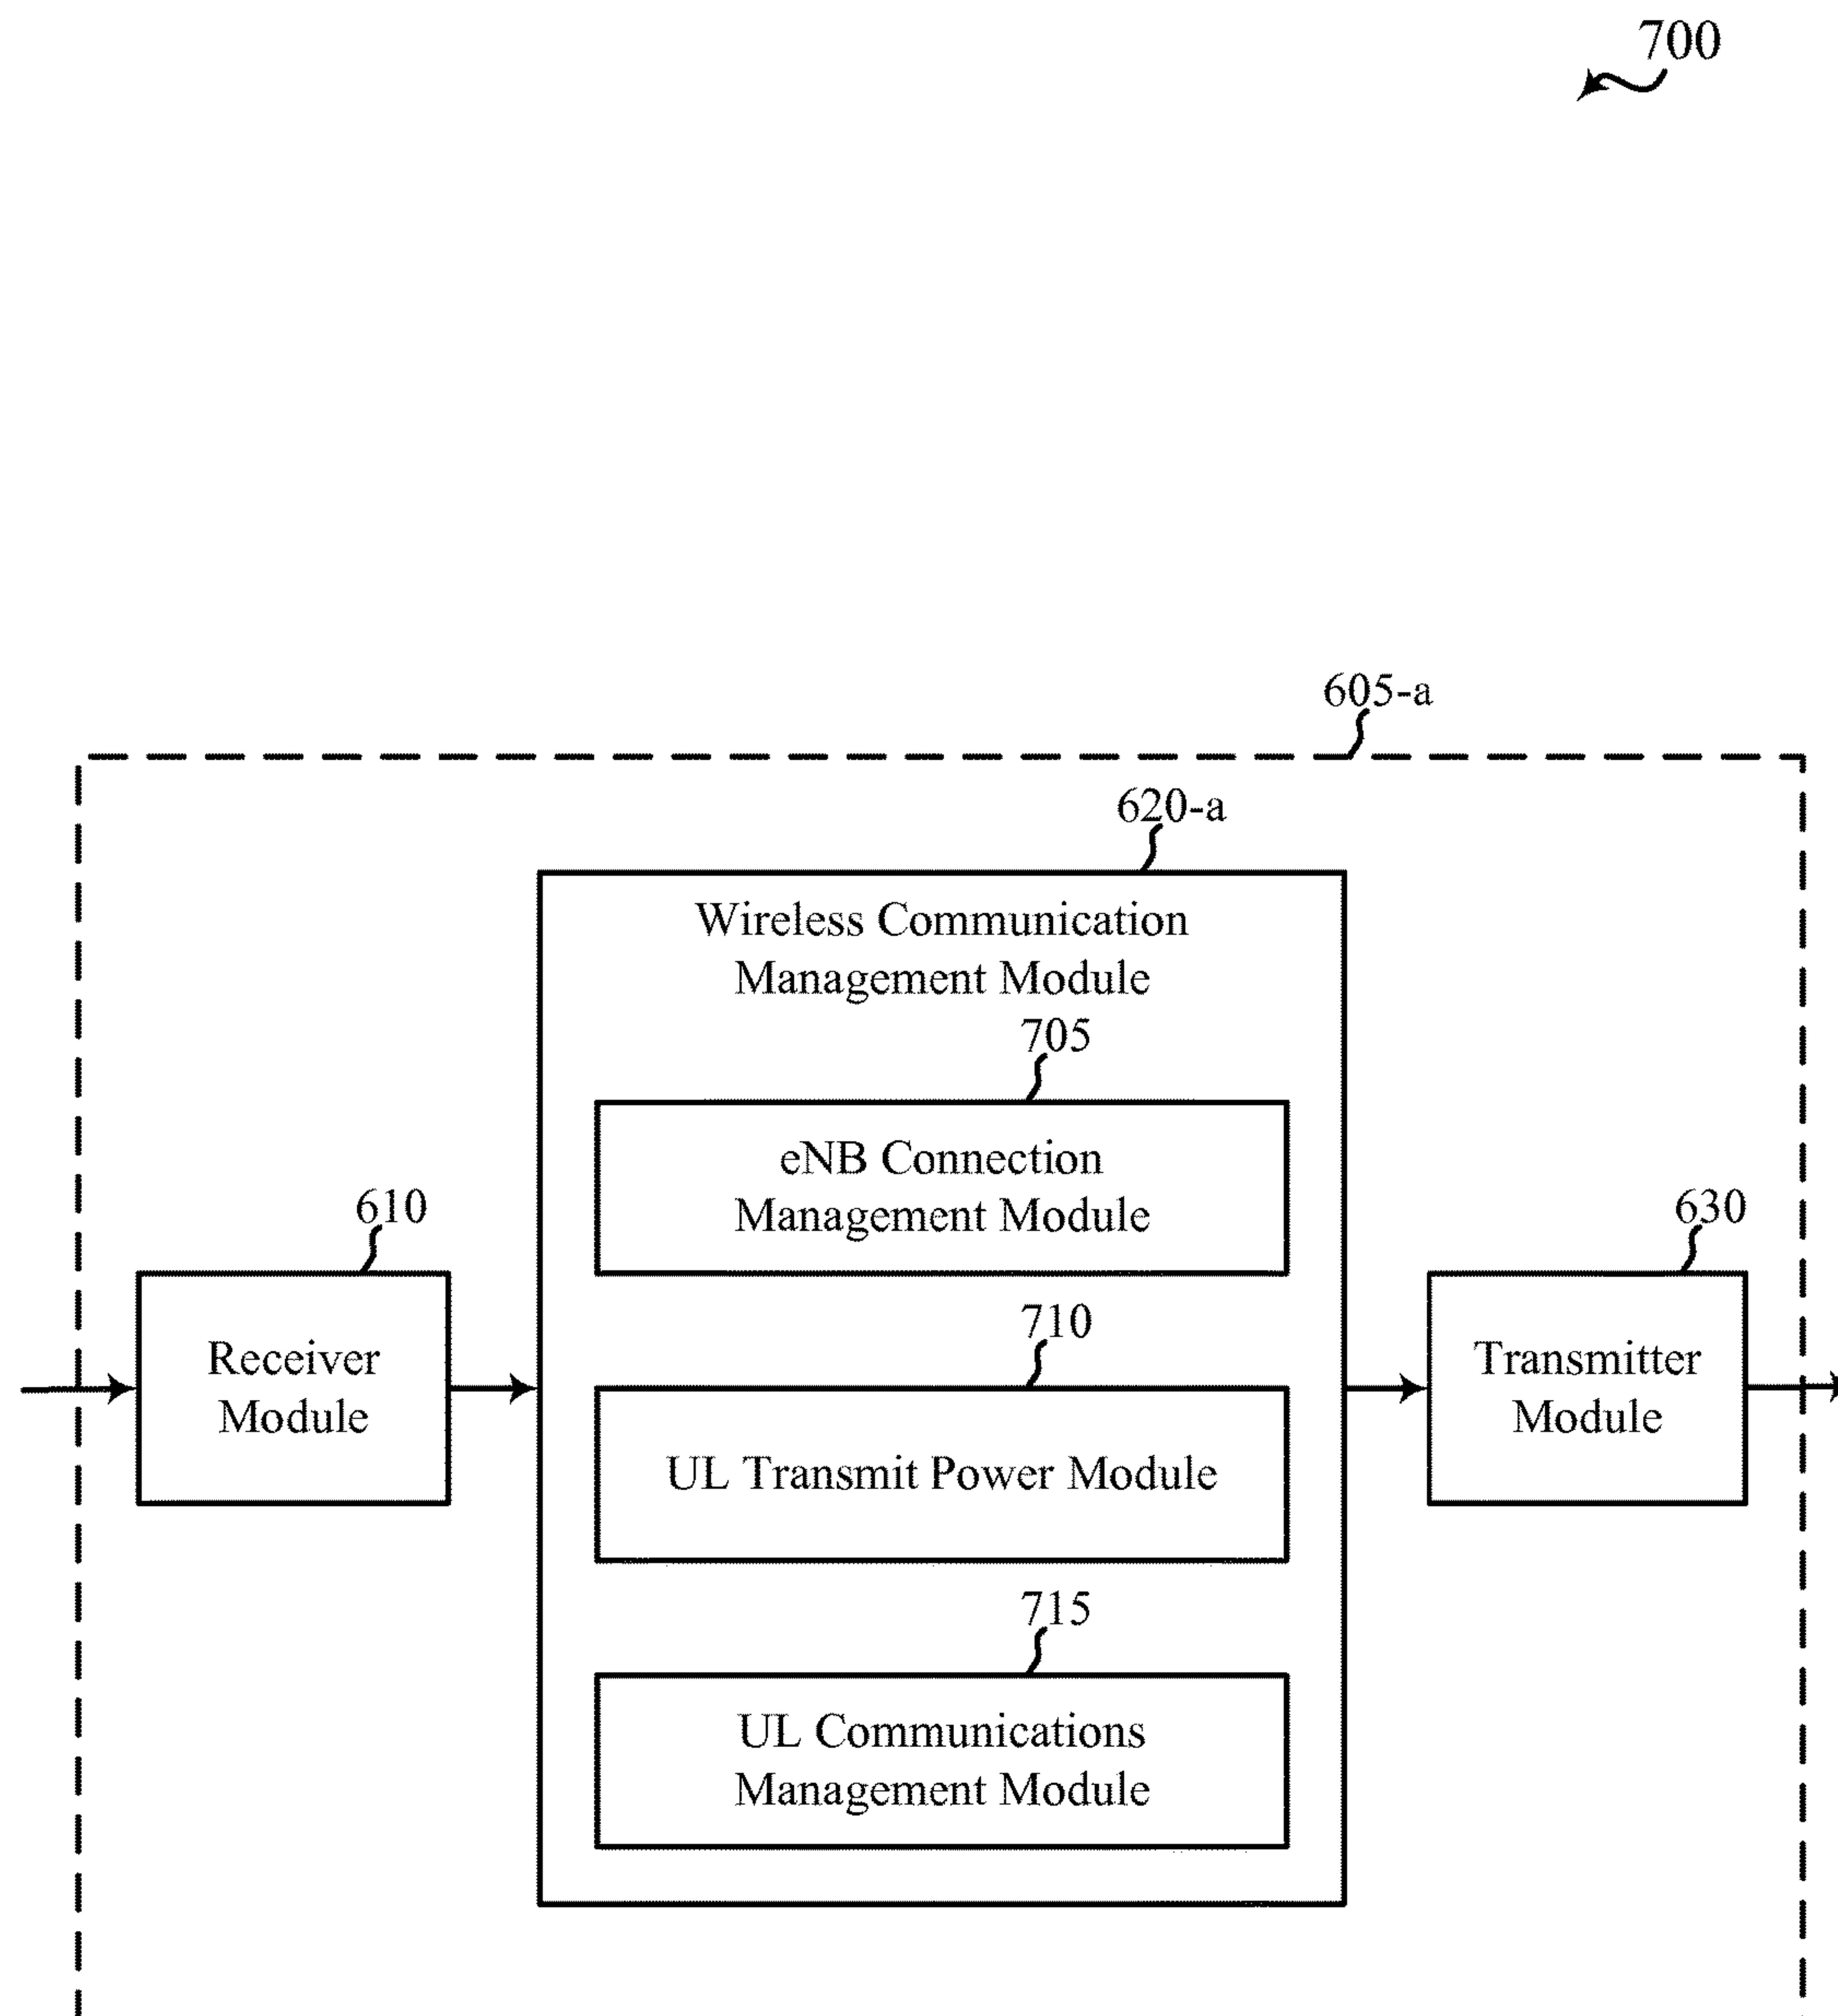 700
605-a
620-a
Wireless Communication
Management Module
705
eNB Connection
Management Module
610
Receiver
Module
710
UL Transmit Power Module
630
Transmitter
Module
715
UL Communications
Management Module